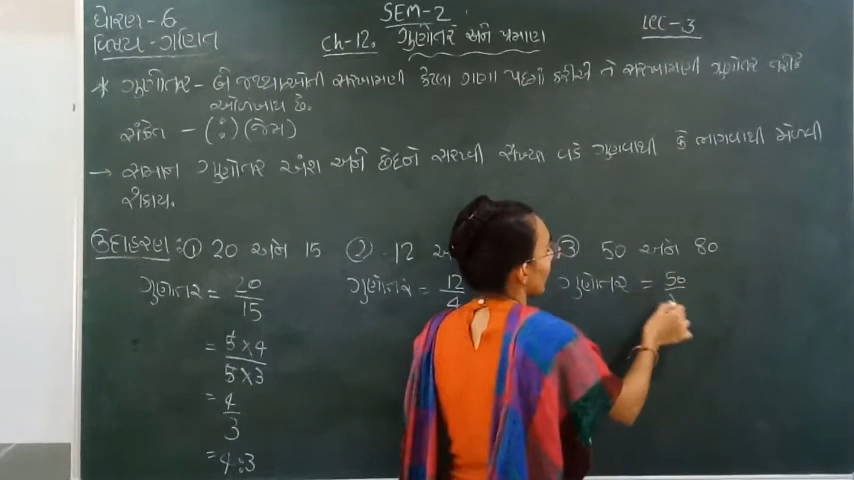 ધોરણ - 6
SEM-2
LEC-3
વિષય - ગણિત
Ch-12. ગુણોત્તર અને પ્રમાણ
* ગુણોત્તર - બે જથ્થાઓની સરખામણી કેટલા ગણા પદમાં કરીએ તે સરખામણી ગુણોત્તર તરીકે
ઓળખાય છે.
સંકેત - (:) (જેમ)
→ સમાન ગુણોત્તર અંશ અને છેદને સરખી સંખ્યા વડે ગુણવાથી કે ભાગવાથી મેળવી
શકાય.
ઉદાહરણ : ① 20 અને 15 ② 12 અ ③ 50 અને 80
ગુણોત્તર = 20/15
ગુણોત્તર = 12/4
ગુણોત્તર = 50
= 5×4/5×3
= 4/3
= 4:3